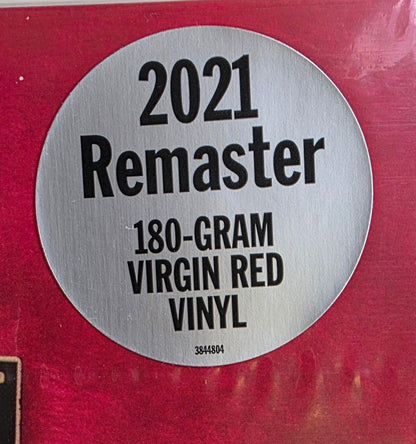 2021
Remaster
180-GRAM
VIRGIN RED
VINYL
3844804